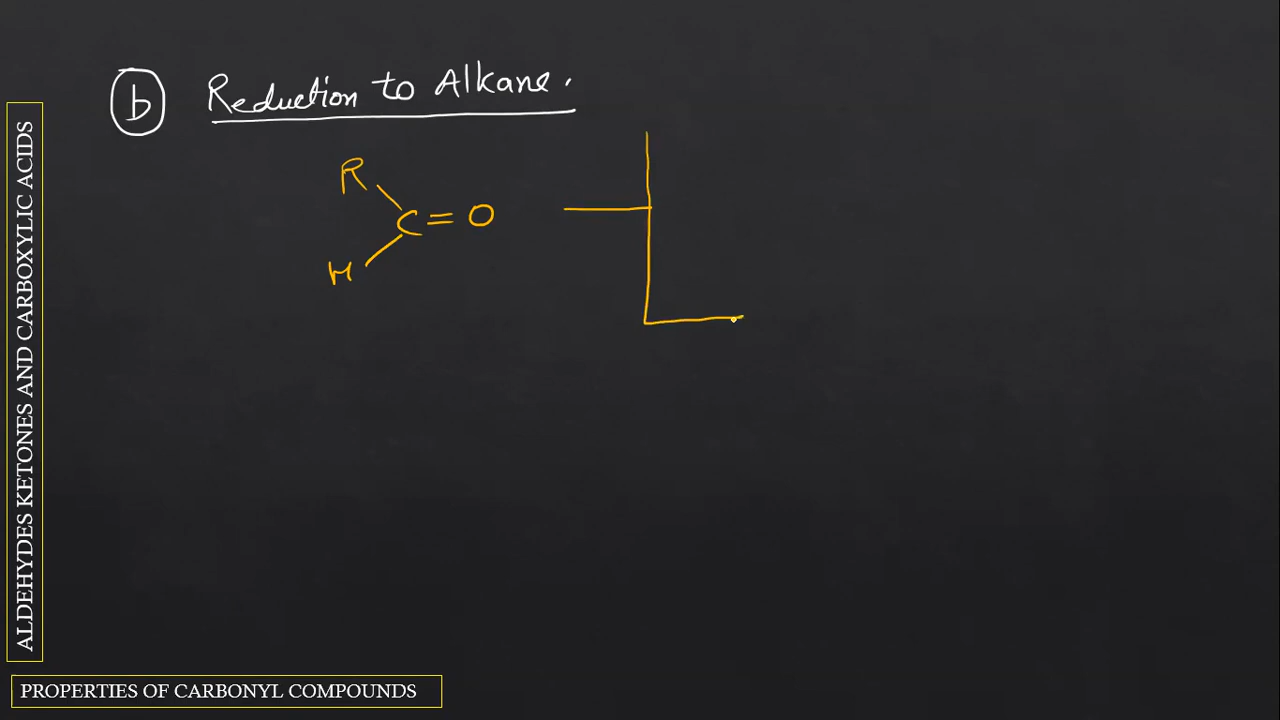 b Reduction to Alkane.
R
C = O
H
ALDEHYDES KETONES AND CARBOXYLIC ACIDS
PROPERTIES OF CARBONYL COMPOUNDS